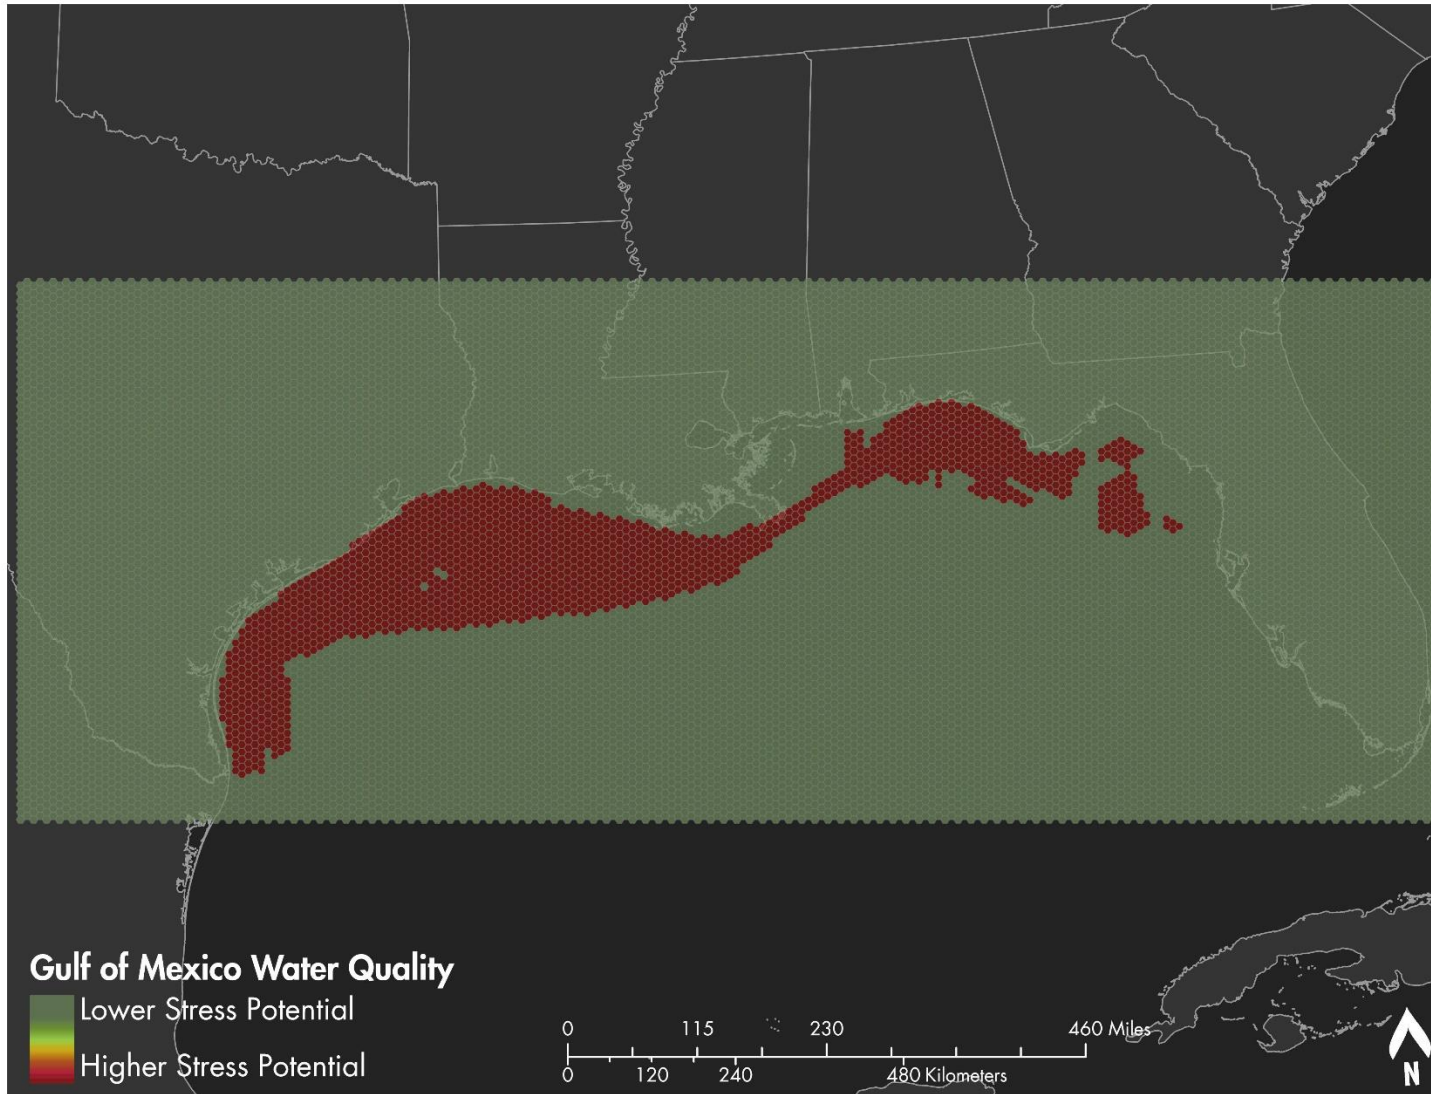 Gulf of Mexico Water Quality
Lower Stress Potential
Higher Stress Potential
0 115 230 460 Miles
0 120 240 480 Kilometers
N